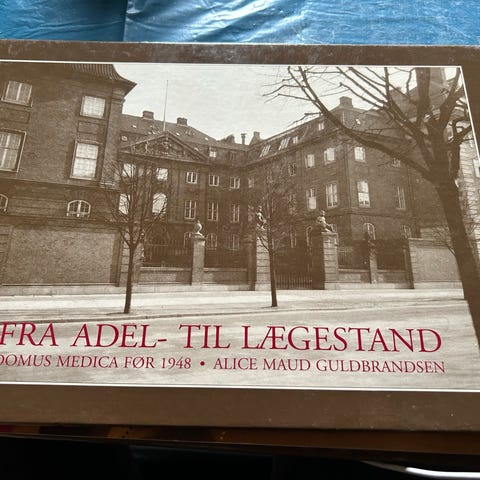 FRA ADEL- TIL LÆGESTAND
DOMUS MEDICA FØR 1948 • ALICE MAUD GULDBRANDSEN